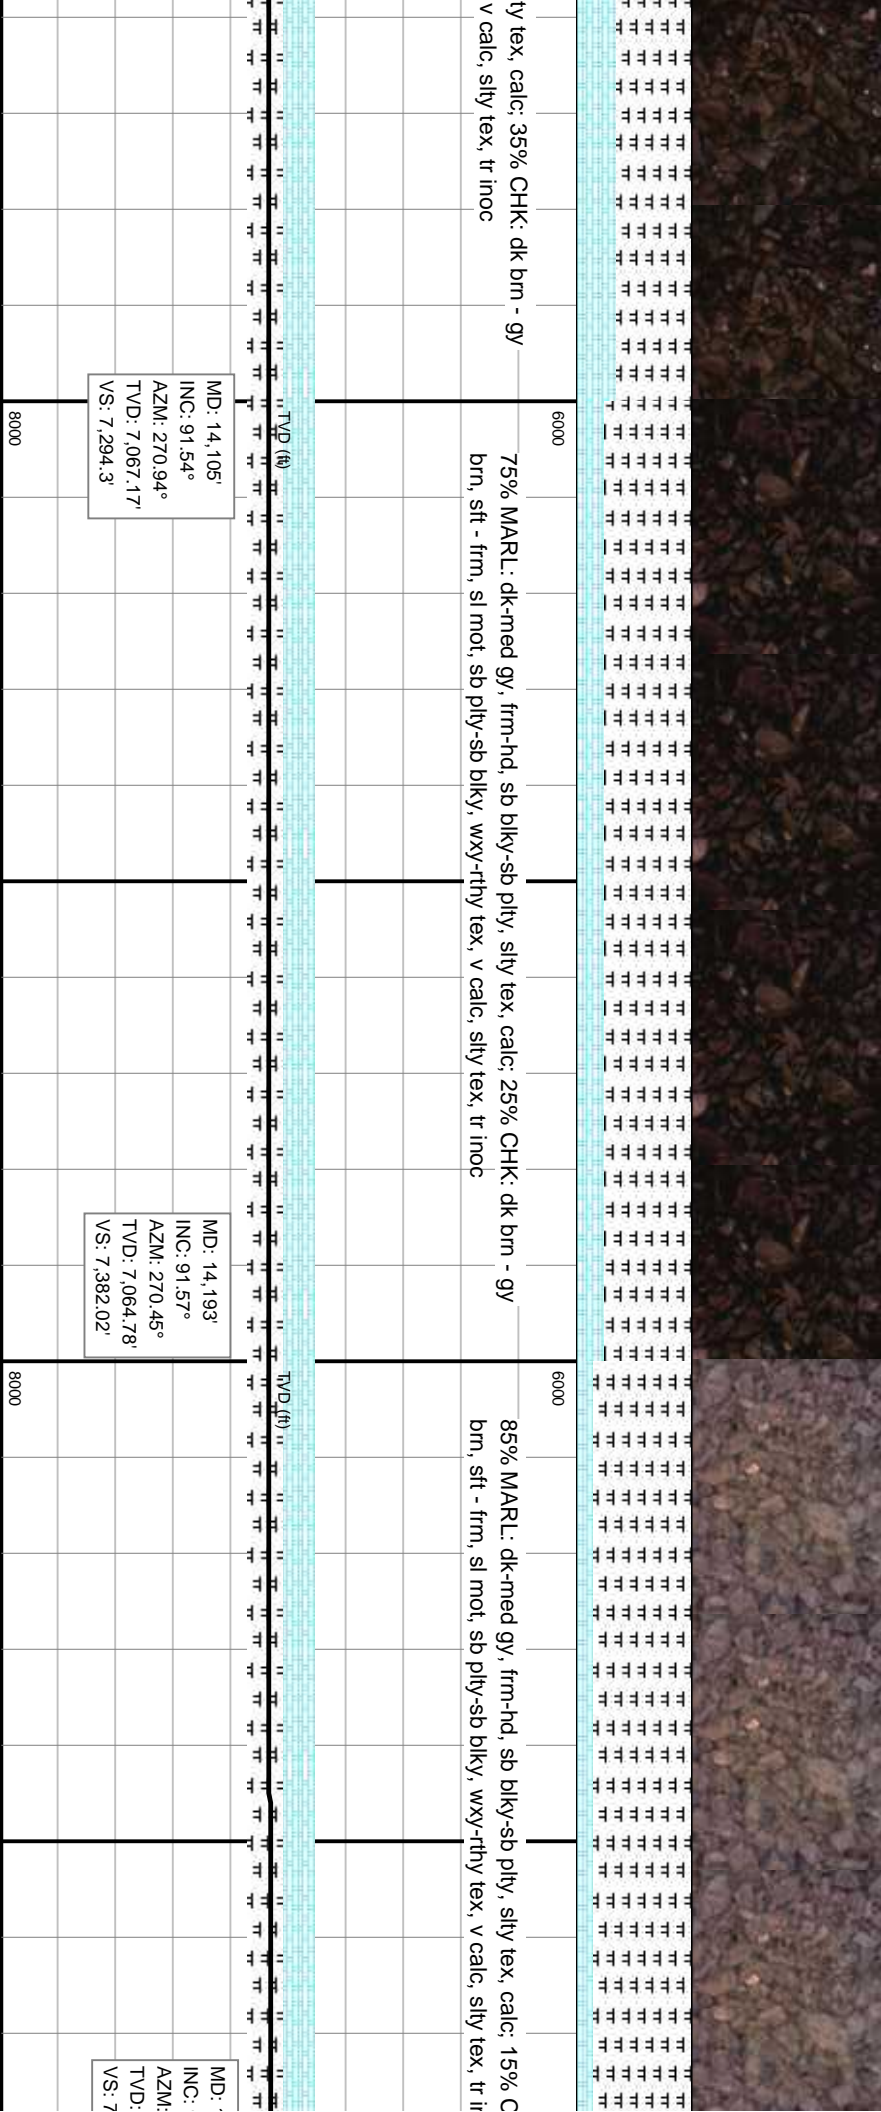 ty tex, calc; 35% CHK: dk brn - gy
v calc, slty tex, tr inoc
6000
TVD (ft)
8000
MD: 14,105'
INC: 91.54°
AZM: 270.94°
TVD: 7,067.17'
VS: 7,294.3'
75% MARL: dk-med gy, frm-hd, sb blky-sb plty, slty tex, calc; 25% CHK: dk brn - gy
brn, sft - frm, sl mot, sb plty-sb blky, wxy-rthy tex, v calc, slty tex, tr inoc
MD: 14,193'
INC: 91.57°
AZM: 270.45°
TVD: 7,064.78'
VS: 7,382.02'
6000
TVD (ft)
8000
85% MARL: dk-med gy, frm-hd, sb blky-sb plty, slty tex, calc; 15% C
brn, sft - frm, sl mot, sb plty-sb blky, wxy-rthy tex, v calc, slty tex, tr
MD:
INC:
AZM:
TVD:
VS: 7